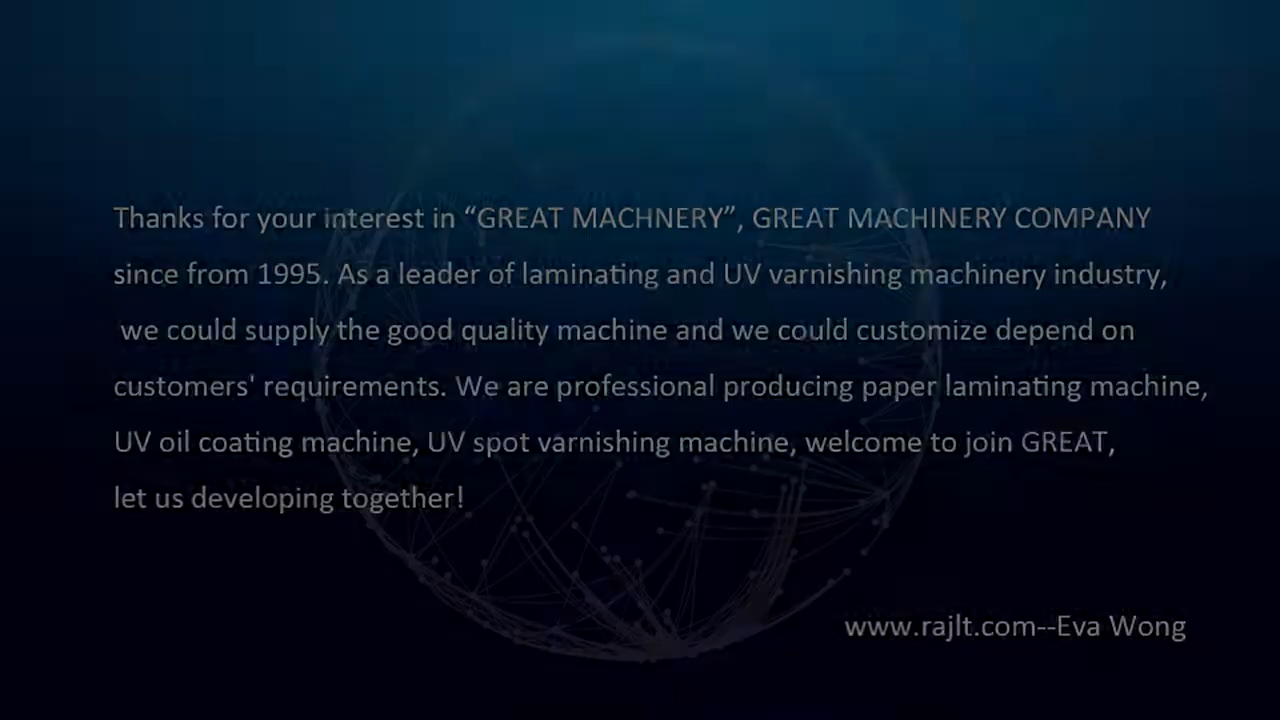 Thanks for your interest in “GREAT MACHNERY”, GREAT MACHINERY COMPANY
since from 1995. As a leader of laminating and UV varnishing machinery industry,
we could supply the good quality machine and we could customize depend on
customers' requirements. We are professional producing paper laminating machine,
UV oil coating machine, UV spot varnishing machine, welcome to join GREAT,
let us developing together!
www.rajlt.com--Eva Wong